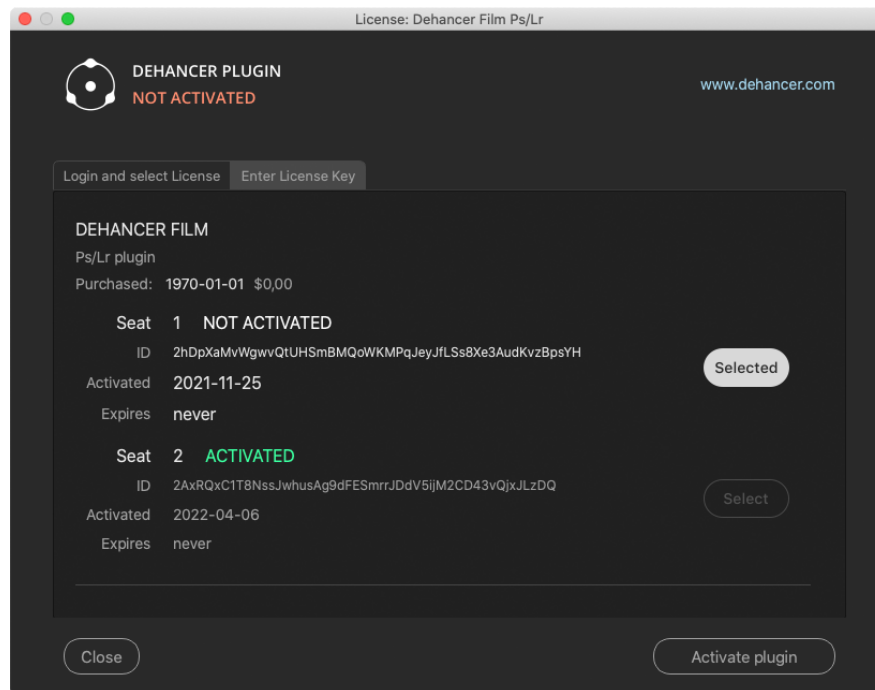 License: Dehancer Film Ps/Lr
DEHANCER PLUGIN
NOT ACTIVATED
www.dehancer.com
Login and select License Enter License Key
DEHANCER FILM
Ps/Lr plugin
Purchased: 1970-01-01 $0,00
Seat 1 NOT ACTIVATED
ID 2hDpXaMvWgwvQtUHSmBMQoWKMPqJeyJfLSs8Xe3AudKvzBpsYH
Selected
Activated 2021-11-25
Expires never
Seat 2 ACTIVATED
ID 2AxRQxC1T8NssJwhusAg9dFESmrrJDdV5ijM2CD43vQjxJLzDQ
Select
Activated 2022-04-06
Expires never
Close Activate plugin